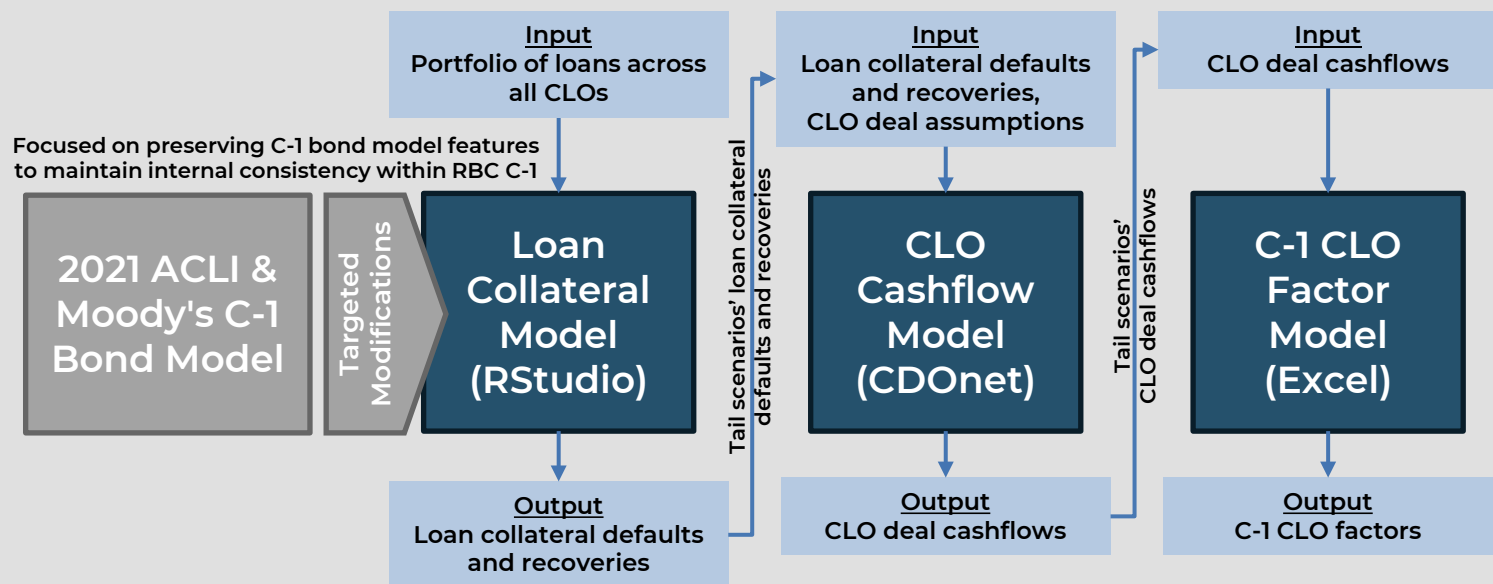 Input
Portfolio of loans across
all CLOs
Focused on preserving C-1 bond model features
to maintain internal consistency within RBC C-1
2021 ACLI &
Moody's C-1
Bond Model
Targeted
Modifications
Loan
Collateral
Model
(RStudio)
Output
Loan collateral defaults
and recoveries
Tail scenarios' loan collateral
defaults and recoveries
Input
Loan collateral defaults
and recoveries,
CLO deal assumptions
CLO
Cashflow
Model
(CDOnet)
Output
CLO deal cashflows
Tail scenarios'
CLO deal cashflows
Input
CLO deal cashflows
C-1 CLO
Factor
Model
(Excel)
Output
C-1 CLO factors